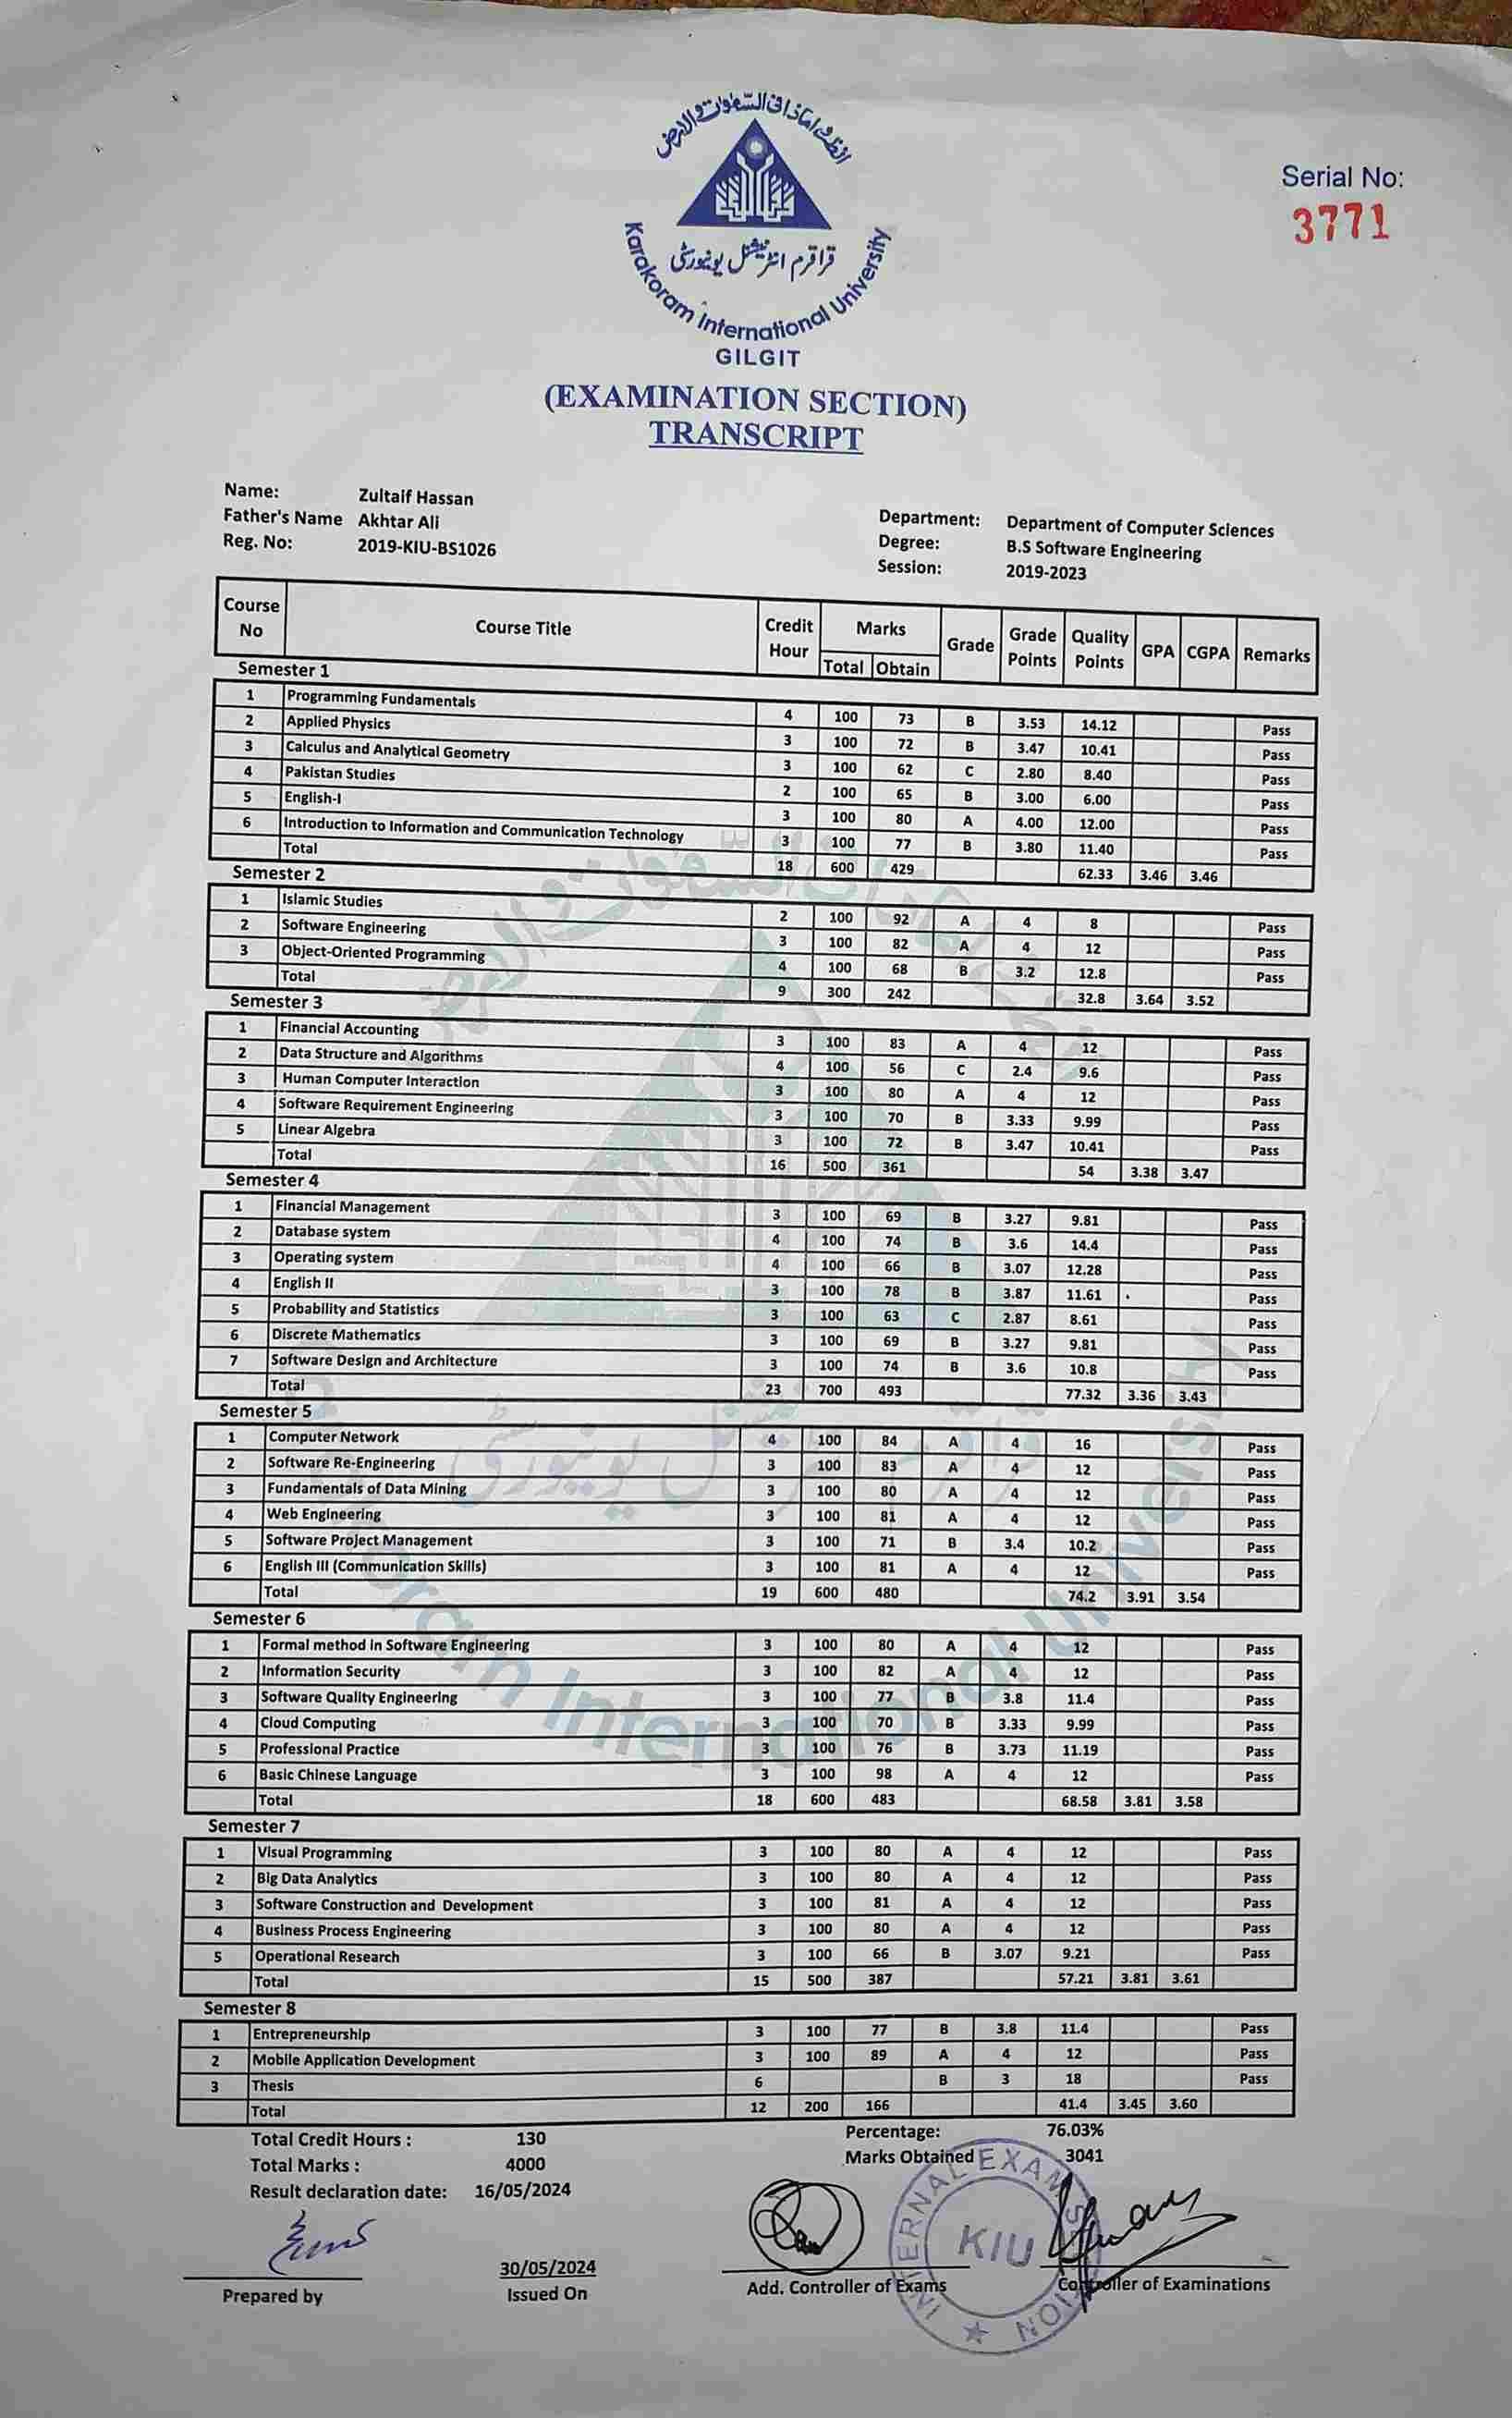 Serial No:
3771
قراقرم انٹرنیشنل یونیورسٹی
Karakoram International University
GILGIT
(EXAMINATION SECTION)
TRANSCRIPT
Name: Zultaif Hassan
Father's Name Akhtar Ali
Reg. No: 2019-KIU-BS1026
Department: Department of Computer Sciences
Degree: B.S Software Engineering
Session: 2019-2023
Course No Course Title Credit Hour Marks Total Obtain Grade Grade Points Quality Points GPA CGPA Remarks
Semester 1
1 Programming Fundamentals 4 100 73 B 3.53 14.12 Pass
2 Applied Physics 3 100 72 B 3.47 10.41 Pass
3 Calculus and Analytical Geometry 3 100 62 C 2.80 8.40 Pass
4 Pakistan Studies 2 100 65 B 3.00 6.00 Pass
5 English-I 3 100 80 A 4.00 12.00 Pass
6 Introduction to Information and Communication Technology 3 100 77 B 3.80 11.40 Pass
Total 18 600 429 62.33 3.46 3.46
Semester 2
1 Islamic Studies 2 100 92 A 4 8 Pass
2 Software Engineering 3 100 82 A 4 12 Pass
3 Object-Oriented Programming 4 100 68 B 3.2 12.8 Pass
Total 9 300 242 32.8 3.64 3.52
Semester 3
1 Financial Accounting 3 100 83 A 4 12 Pass
2 Data Structure and Algorithms 4 100 56 C 2.4 9.6 Pass
3 Human Computer Interaction 3 100 80 A 4 12 Pass
4 Software Requirement Engineering 3 100 70 B 3.33 9.99 Pass
5 Linear Algebra 3 100 72 B 3.47 10.41 Pass
Total 16 500 361 54 3.38 3.47
Semester 4
1 Financial Management 3 100 69 B 3.27 9.81 Pass
2 Database system 4 100 74 B 3.6 14.4 Pass
3 Operating system 4 100 66 B 3.07 12.28 Pass
4 English II 3 100 78 B 3.87 11.61 Pass
5 Probability and Statistics 3 100 63 C 2.87 8.61 Pass
6 Discrete Mathematics 3 100 69 B 3.27 9.81 Pass
7 Software Design and Architecture 3 100 74 B 3.6 10.8 Pass
Total 23 700 493 77.32 3.36 3.43
Semester 5
1 Computer Network 4 100 84 A 4 16 Pass
2 Software Re-Engineering 3 100 83 A 4 12 Pass
3 Fundamentals of Data Mining 3 100 80 A 4 12 Pass
4 Web Engineering 3 100 81 A 4 12 Pass
5 Software Project Management 3 100 71 B 3.4 10.2 Pass
6 English III (Communication Skills) 3 100 81 A 4 12 Pass
Total 19 600 480 74.2 3.91 3.54
Semester 6
1 Formal method in Software Engineering 3 100 80 A 4 12 Pass
2 Information Security 3 100 82 A 4 12 Pass
3 Software Quality Engineering 3 100 77 B 3.8 11.4 Pass
4 Cloud Computing 3 100 70 B 3.33 9.99 Pass
5 Professional Practice 3 100 76 B 3.73 11.19 Pass
6 Basic Chinese Language 3 100 98 A 4 12 Pass
Total 18 600 483 68.58 3.81 3.58
Semester 7
1 Visual Programming 3 100 80 A 4 12 Pass
2 Big Data Analytics 3 100 80 A 4 12 Pass
3 Software Construction and Development 3 100 81 A 4 12 Pass
4 Business Process Engineering 3 100 80 A 4 12 Pass
5 Operational Research 3 100 66 B 3.07 9.21 Pass
Total 15 500 387 57.21 3.81 3.61
Semester 8
1 Entrepreneurship 3 100 77 B 3.8 11.4 Pass
2 Mobile Application Development 3 100 89 A 4 12 Pass
3 Thesis 6 B 3 18 Pass
Total 12 200 166 41.4 3.45 3.60
Total Credit Hours : 130 Percentage: 76.03%
Total Marks : 4000 Marks Obtained 3041
Result declaration date: 16/05/2024
30/05/2024
Prepared by Issued On Add. Controller of Exams Controller of Examinations
KIU